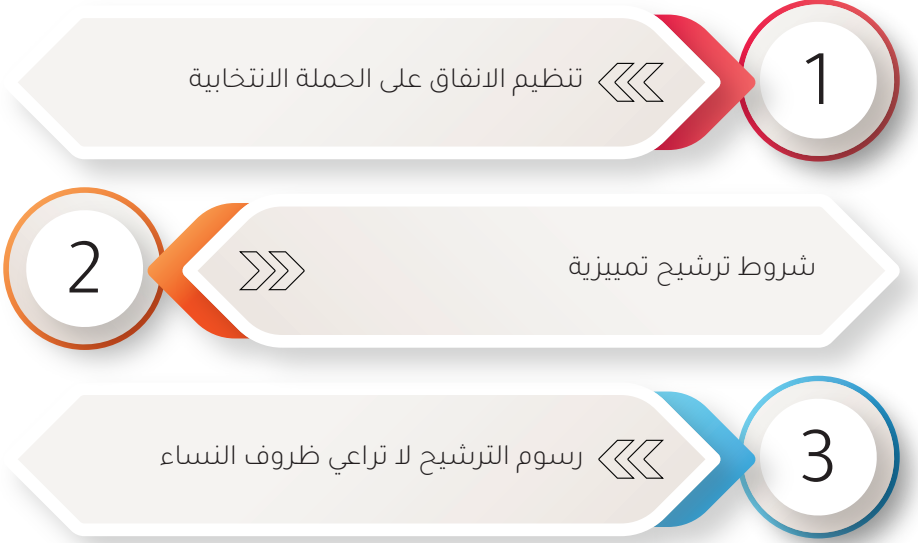 1
تنظيم الانفاق على الحملة الانتخابية
2
شروط ترشيح تمييزية
3
رسوم الترشيح لا تراعي ظروف النساء